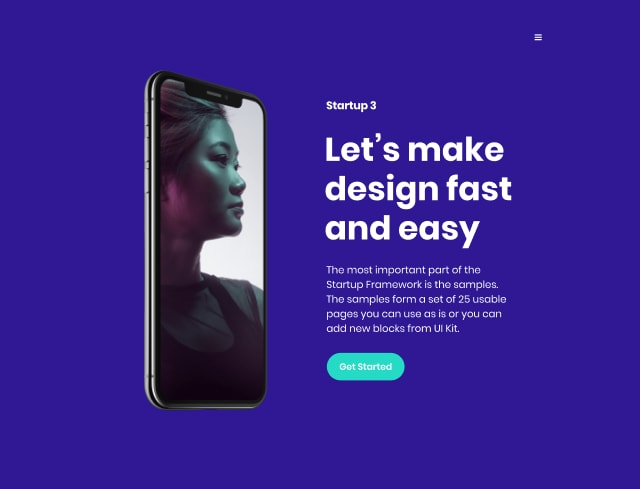 Startup 3
Let’s make
design fast
and easy
The most important part of the
Startup Framework is the samples.
The samples form a set of 25 usable
pages you can use as is or you can
add new blocks from UI Kit.
Get Started